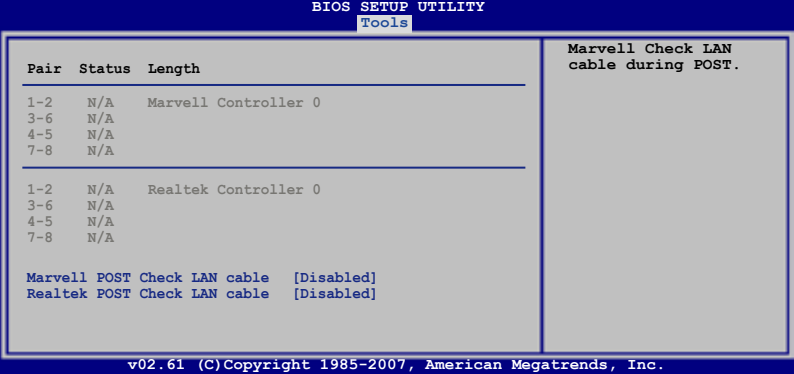 BIOS SETUP UTILITY
Tools
Pair Status Length
1-2 N/A Marvell Controller 0
3-6 N/A
4-5 N/A
7-8 N/A
1-2 N/A Realtek Controller 0
3-6 N/A
4-5 N/A
7-8 N/A
Marvell POST Check LAN cable [Disabled]
Realtek POST Check LAN cable [Disabled]
Marvell Check LAN
cable during POST.
v02.61 (C)Copyright 1985-2007, American Megatrends, Inc.